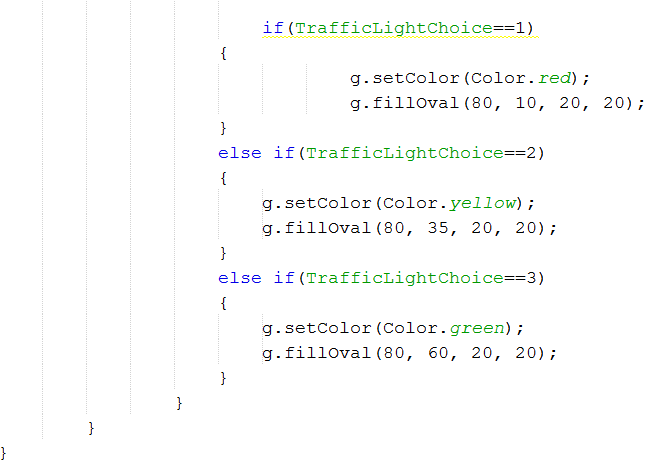 if(TrafficLightChoice==1)
{
g.setColor(Color.red);
g.fillOval(80, 10, 20, 20);
}
else if(TrafficLightChoice==2)
{
g.setColor(Color.yellow);
g.fillOval(80, 35, 20, 20);
}
else if(TrafficLightChoice==3)
{
g.setColor(Color.green);
g.fillOval(80, 60, 20, 20);
}
}
}
}